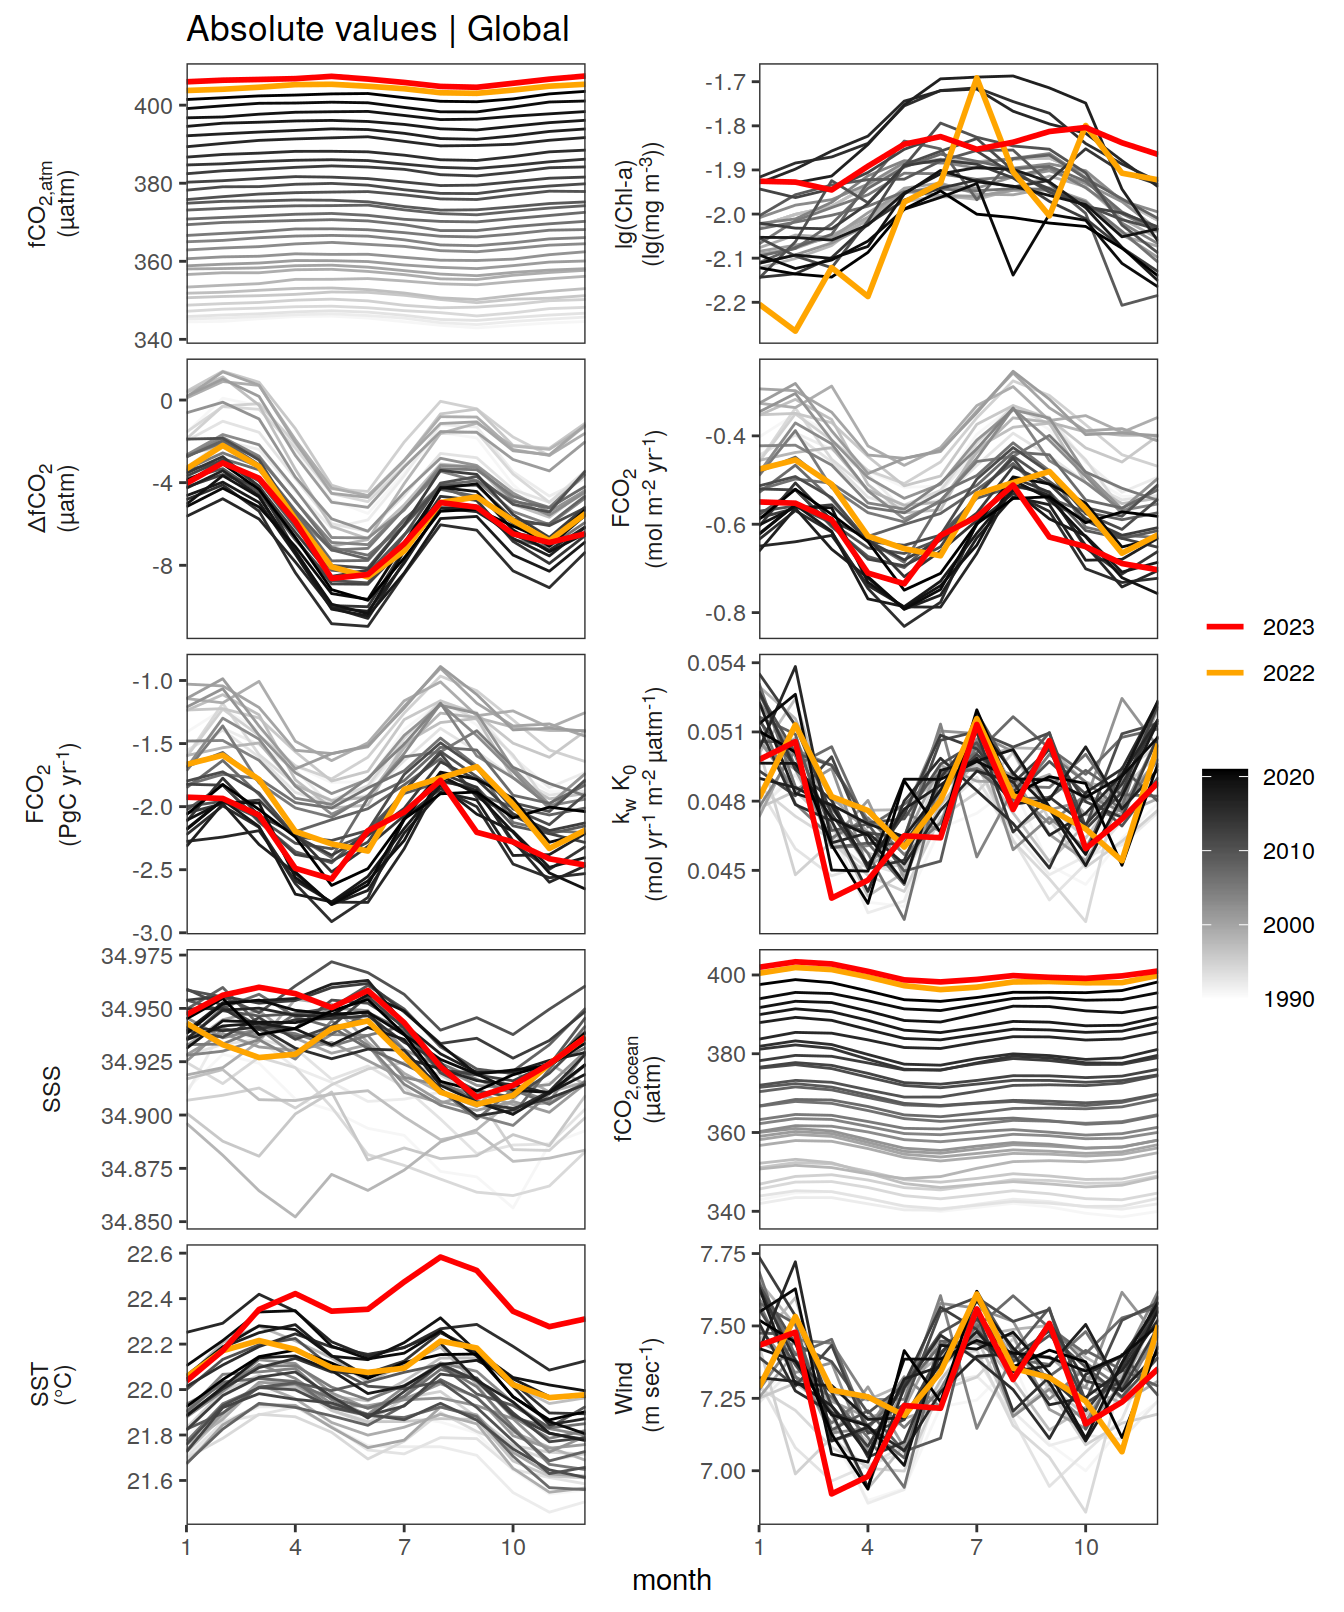 Absolute values | Global
fCO2,atm
(µatm)
400
380
360
340
lg(Chl-a)
(lg(mg m-3))
-1.7
-1.8
-1.9
-2.0
-2.1
-2.2
ΔfCO2
(µatm)
0
-4
-8
FCO2
(mol m-2 yr-1)
-0.4
-0.6
-0.8
FCO2
(PgC yr-1)
-1.0
-1.5
-2.0
-2.5
-3.0
kw K0
(mol yr-1 m-2 µatm-1)
0.054
0.051
0.048
0.045
SSS
34.975
34.950
34.925
34.900
34.875
34.850
fCO2,ocean
(µatm)
400
380
360
340
SST
(°C)
22.6
22.4
22.2
22.0
21.8
21.6
Wind
(m sec-1)
7.75
7.50
7.25
7.00
1 4 7 10
1 4 7 10
month
2023
2022
2020
2010
2000
1990